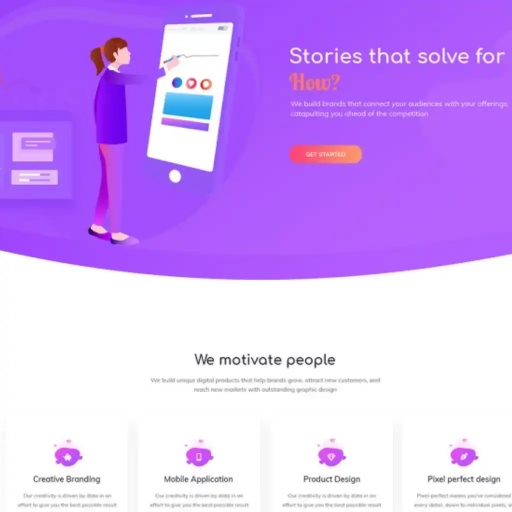 Stories that solve for
How?
We build brands that connect your audiences with your offerings,
catapulting you ahead of the competition
GET STARTED
We motivate people
We build unique digital products that help brands grow, attract new customers, and
reach new markets with outstanding graphic design
Creative Branding
Our creativity is driven by data in an
effort to give you the best possible result
Mobile Application
Our creativity is driven by data in an
effort to give you the best possible result
Product Design
Our creativity is driven by data in an
effort to give you the best possible result
Pixel perfect design
Pixel-perfect means you've considered
every detail, down to individual pixels,